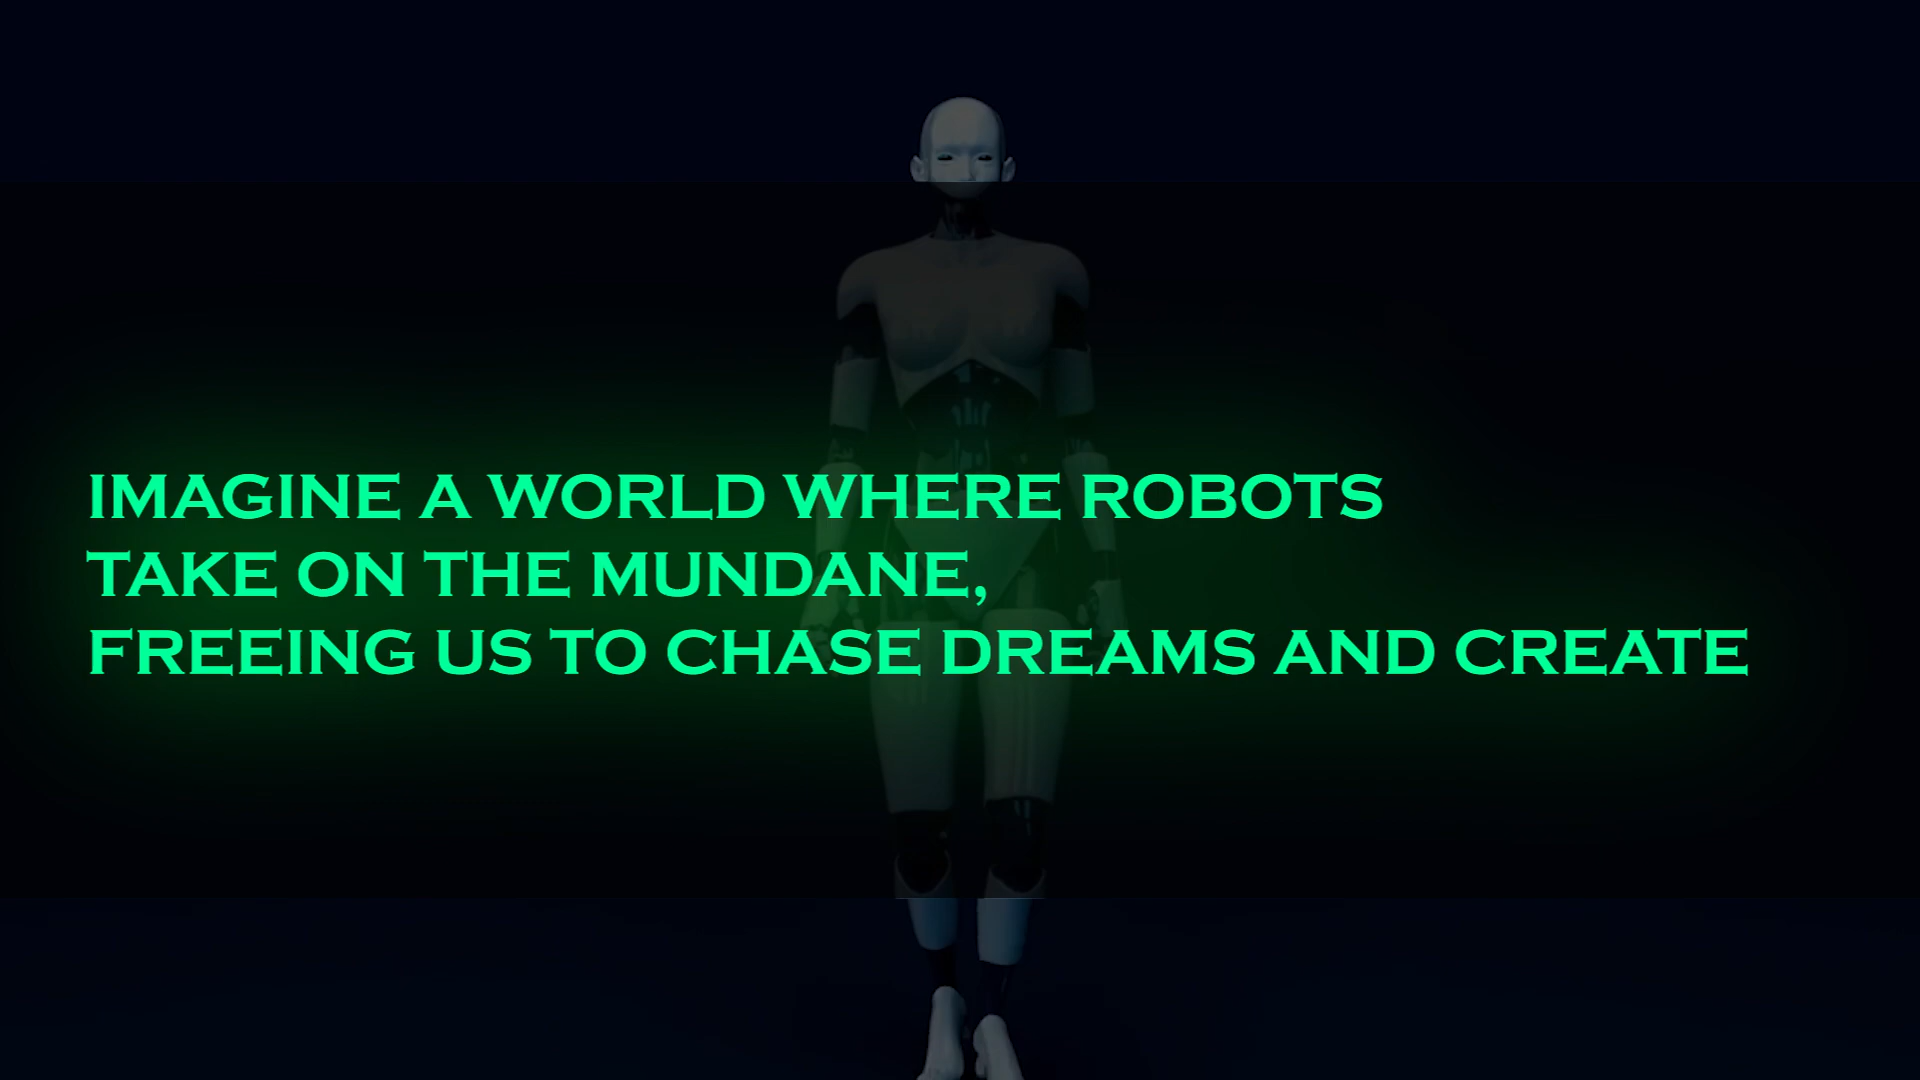 IMAGINE A WORLD WHERE ROBOTS
TAKE ON THE MUNDANE,
FREEING US TO CHASE DREAMS AND CREATE